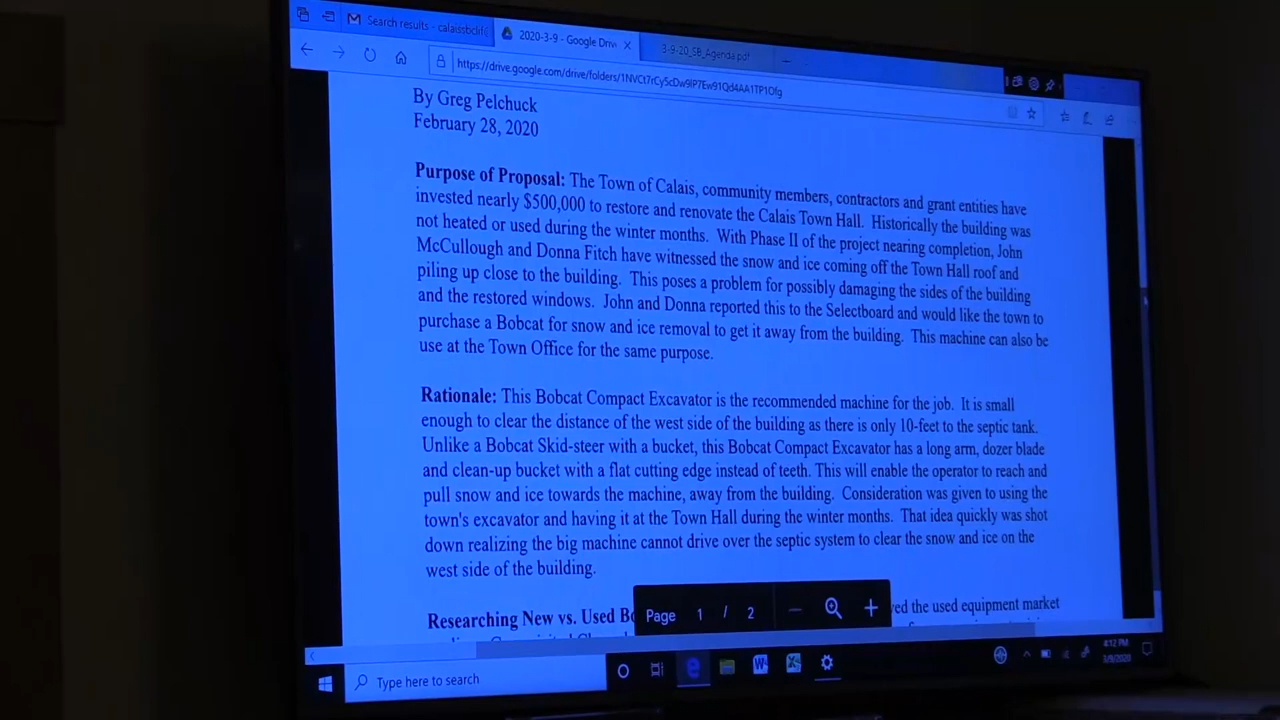 Search results - calaissbclif@
2020-3-9 - Google Driv
3-9-20_SB_Agenda.pdf
https://drive.google.com/drive/folders/1NVCt7rCy5cDw9IP7Ew91Qd4AA1TP1Ofg
By Greg Pelchuck
February 28, 2020
Purpose of Proposal: The Town of Calais, community members, contractors and grant entities have
invested nearly $500,000 to restore and renovate the Calais Town Hall. Historically the building was
not heated or used during the winter months. With Phase II of the project nearing completion, John
McCullough and Donna Fitch have witnessed the snow and ice coming off the Town Hall roof and
piling up close to the building. This poses a problem for possibly damaging the sides of the building
and the restored windows. John and Donna reported this to the Selectboard and would like the town to
purchase a Bobcat for snow and ice removal to get it away from the building. This machine can also be
use at the Town Office for the same purpose.
Rationale: This Bobcat Compact Excavator is the recommended machine for the job. It is small
enough to clear the distance of the west side of the building as there is only 10-feet to the septic tank.
Unlike a Bobcat Skid-steer with a bucket, this Bobcat Compact Excavator has a long arm, dozer blade
and clean-up bucket with a flat cutting edge instead of teeth. This will enable the operator to reach and
pull snow and ice towards the machine, away from the building. Consideration was given to using the
town's excavator and having it at the Town Hall during the winter months. That idea quickly was shot
down realizing the big machine cannot drive over the septic system to clear the snow and ice on the
west side of the building.
Researching New vs. Used Bo ved the used equipment market
Page 1 / 2
Type here to search
4:12 PM
3/9/2020